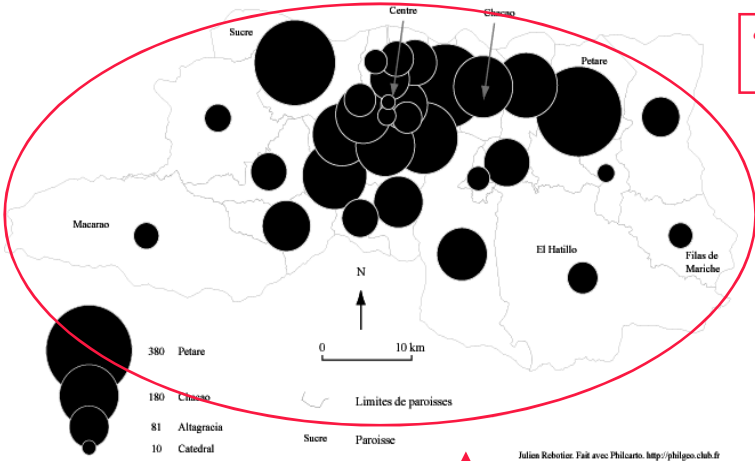 Centre
Chacao
Sucre
Petare
Macarao
El Hatillo
Filas de
Mariche
N
0 10 km
380 Petare
180 Chacao
81 Altagracia
10 Catedral
Limites de paroisses
Sucre Paroisse
Julien Rebotier. Fait avec Philcarto. http://philgeo.club.fr